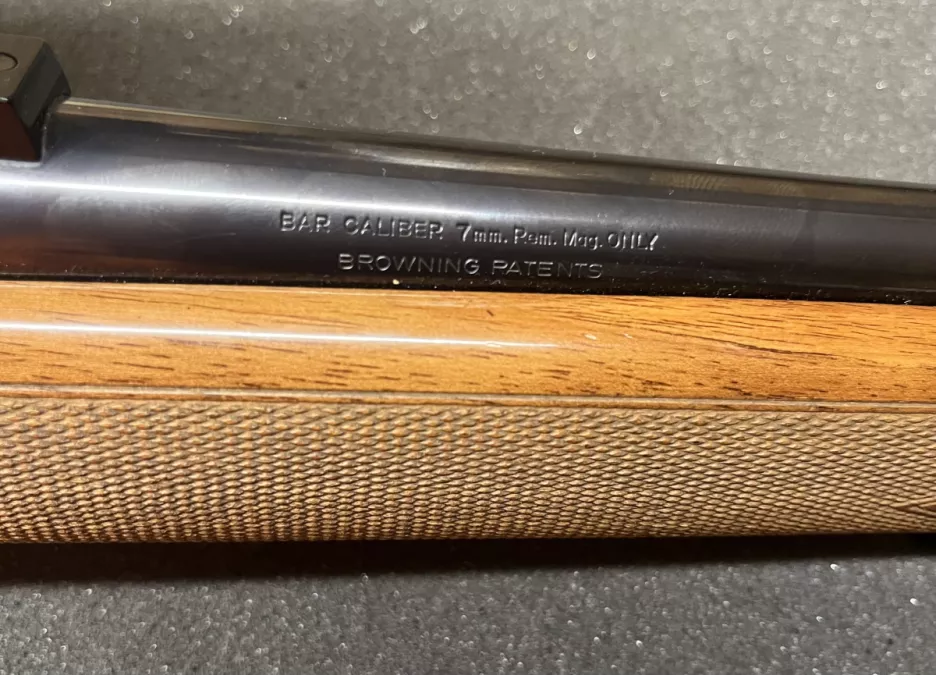 BAR CALIBER 7mm. Rem. Mag. ONLY
BROWNING PATENTS